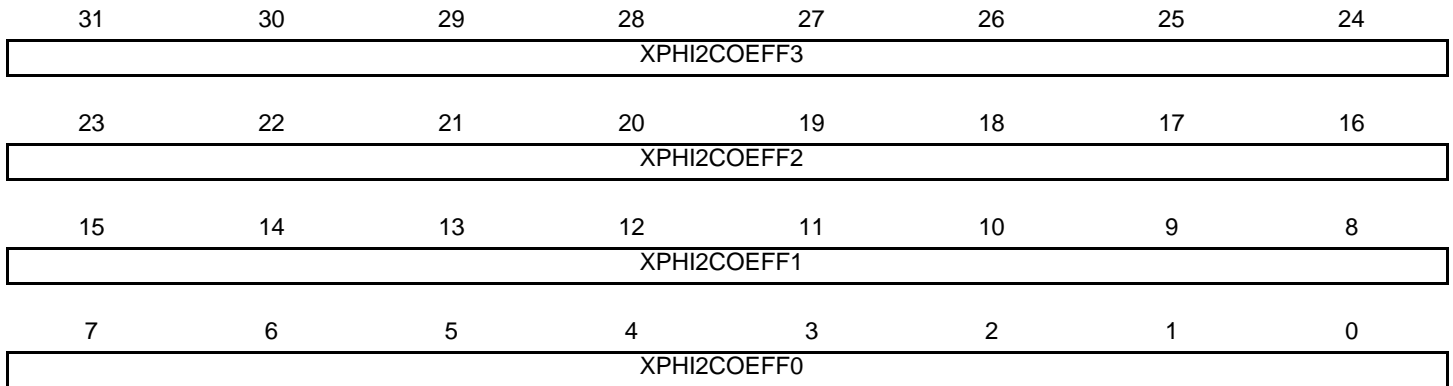 31 30 29 28 27 26 25 24
XPHI2COEFF3
23 22 21 20 19 18 17 16
XPHI2COEFF2
15 14 13 12 11 10 9 8
XPHI2COEFF1
7 6 5 4 3 2 1 0
XPHI2COEFF0